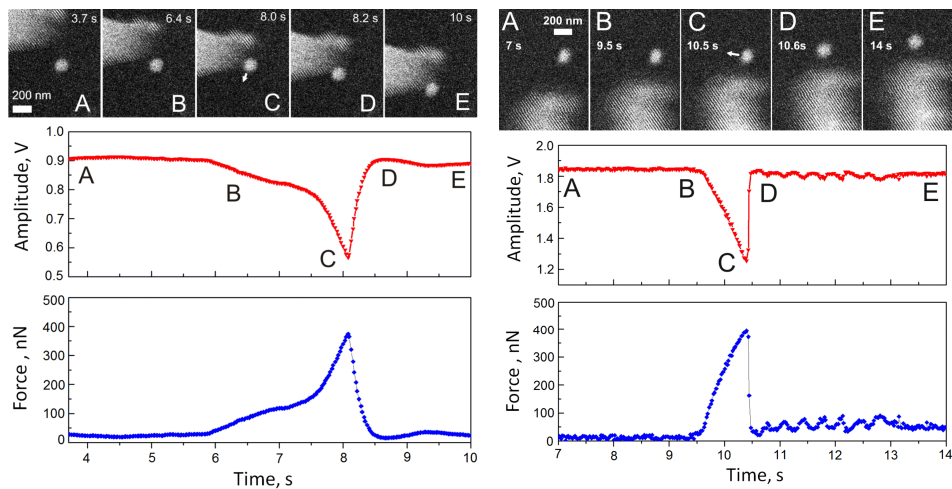 3.7 s
6.4 s
8.0 s
8.2 s
10 s
200 nm
A
B
C
D
E
Amplitude, V
1.0
0.9
0.8
0.7
0.6
0.5
A
B
C
D
E
Force , nN
500
400
300
200
100
0
4
5
6
7
8
9
10
Time, s
A
B
C
D
E
200 nm
7 s
9.5 s
10.5 s
10.6s
14 s
Amplitude, V
2.0
1.8
1.6
1.4
1.2
A
B
C
D
E
Force , nN
500
400
300
200
100
0
7
8
9
10
11
12
13
14
Time, s